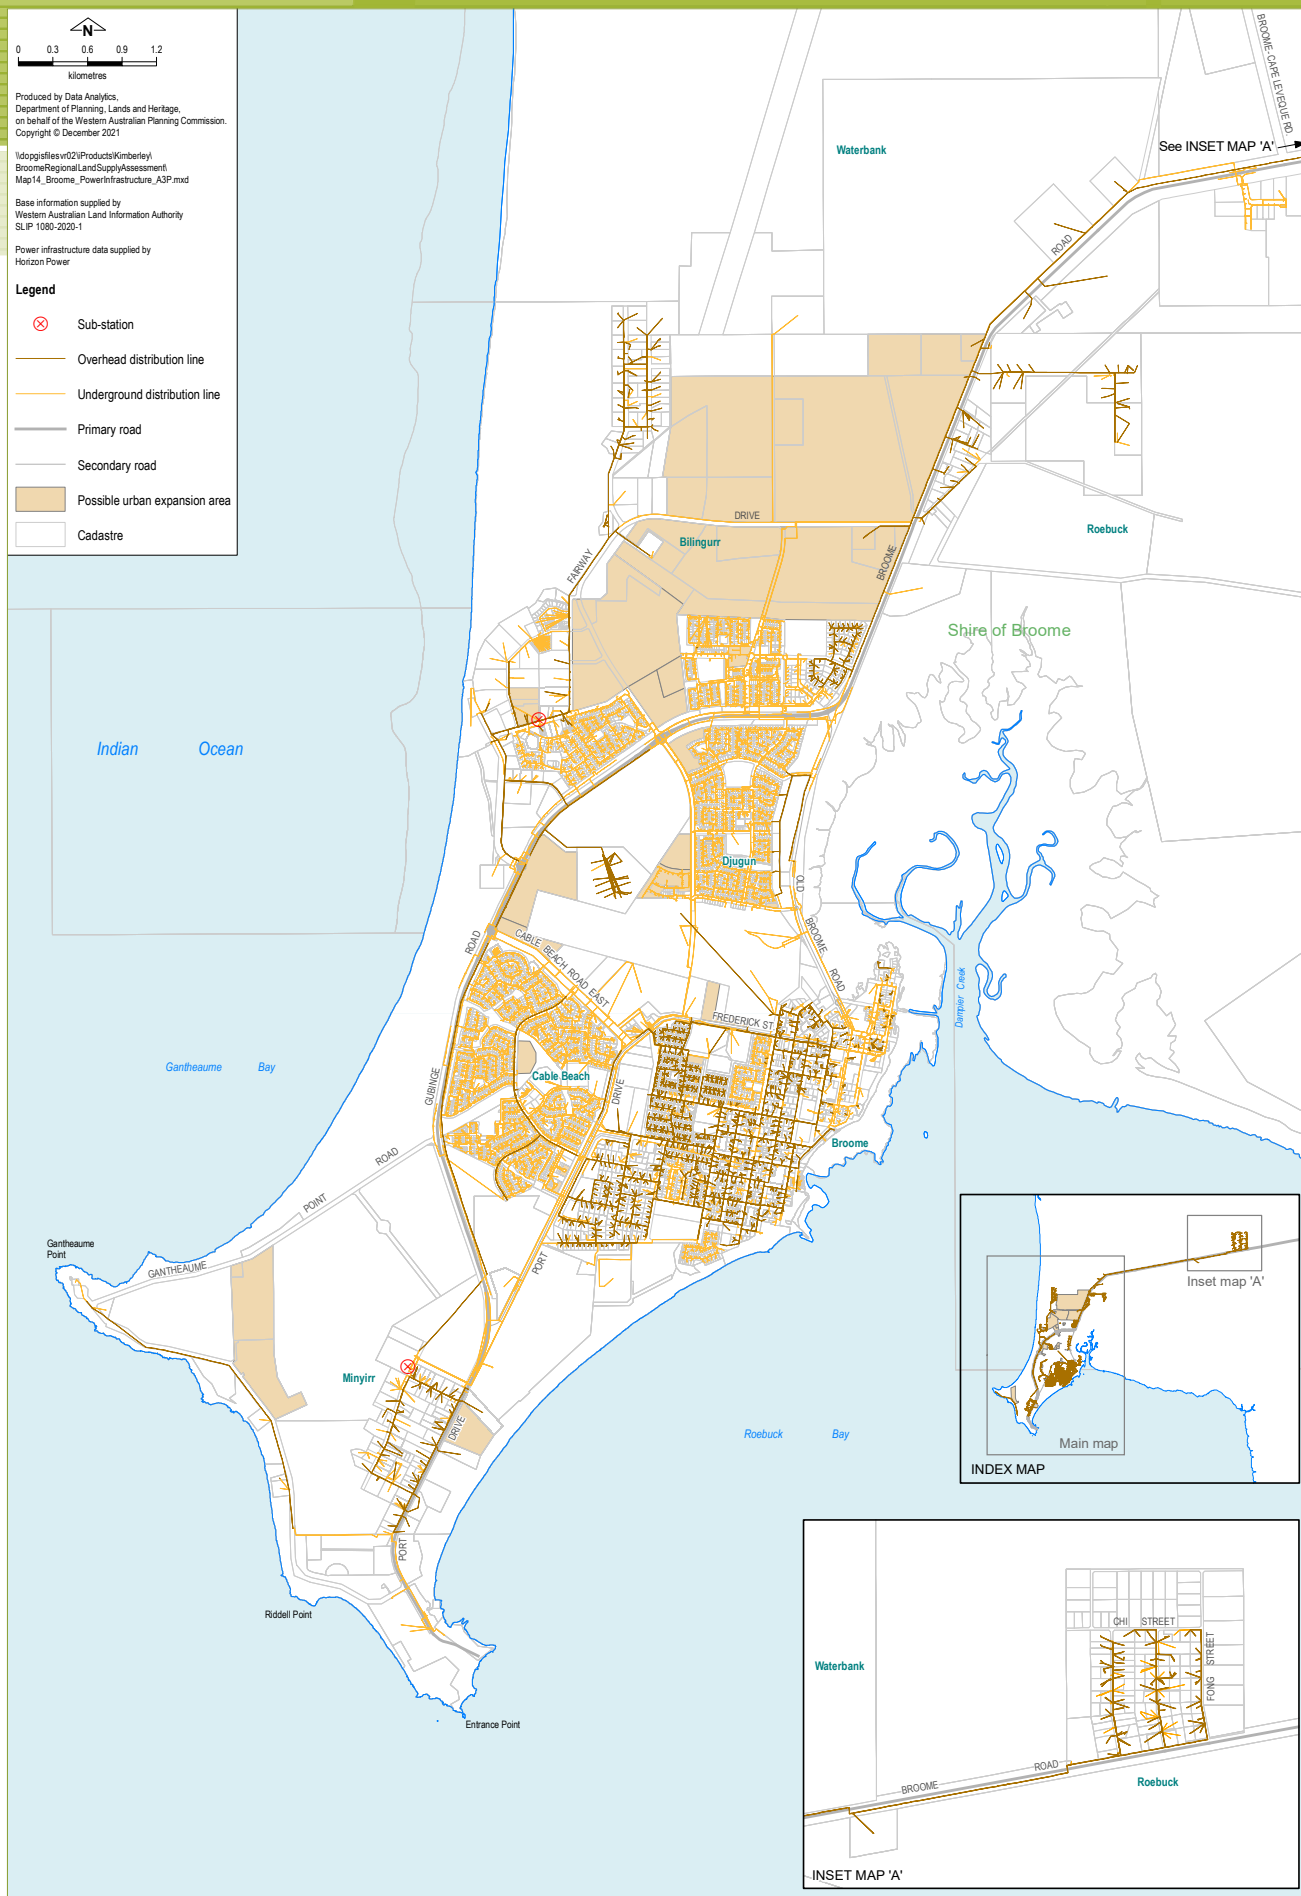 N
0 0.3 0.6 0.9 1.2
kilometres
Produced by Data Analytics,
Department of Planning, Lands and Heritage,
on behalf of the Western Australian Planning Commission.
Copyright © December 2021
\\dopgisfilesvr02\iProducts\Kimberley\
BroomeRegionalLandSupplyAssessment\
Map14_Broome_PowerInfrastructure_A3P.mxd
Base information supplied by
Western Australian Land Information Authority
SLIP 1080-2020-1
Power infrastructure data supplied by
Horizon Power
Legend
Sub-station
Overhead distribution line
Underground distribution line
Primary road
Secondary road
Possible urban expansion area
Cadastre
BROOME-CAPE LEVEQUE RD.
See INSET MAP 'A'
Waterbank
ROAD
DRIVE
Bilingurr
FAIRWAY
BROOME
Roebuck
Shire of Broome
Indian Ocean
Djugun
OLD
BROOME
ROAD
ROAD
CABLE BEACH ROAD EAST
Dampier Creek
FREDERICK ST
Gantheaume Bay
GUBINGE
Cable Beach
DRIVE
Broome
ROAD
POINT
GANTHEAUME
Gantheaume
Point
PORT
Minyirr
DRIVE
Roebuck Bay
PORT
Riddell Point
Entrance Point
Inset map 'A'
Main map
INDEX MAP
CHI STREET
FONG STREET
Waterbank
BROOME ROAD
Roebuck
INSET MAP 'A'